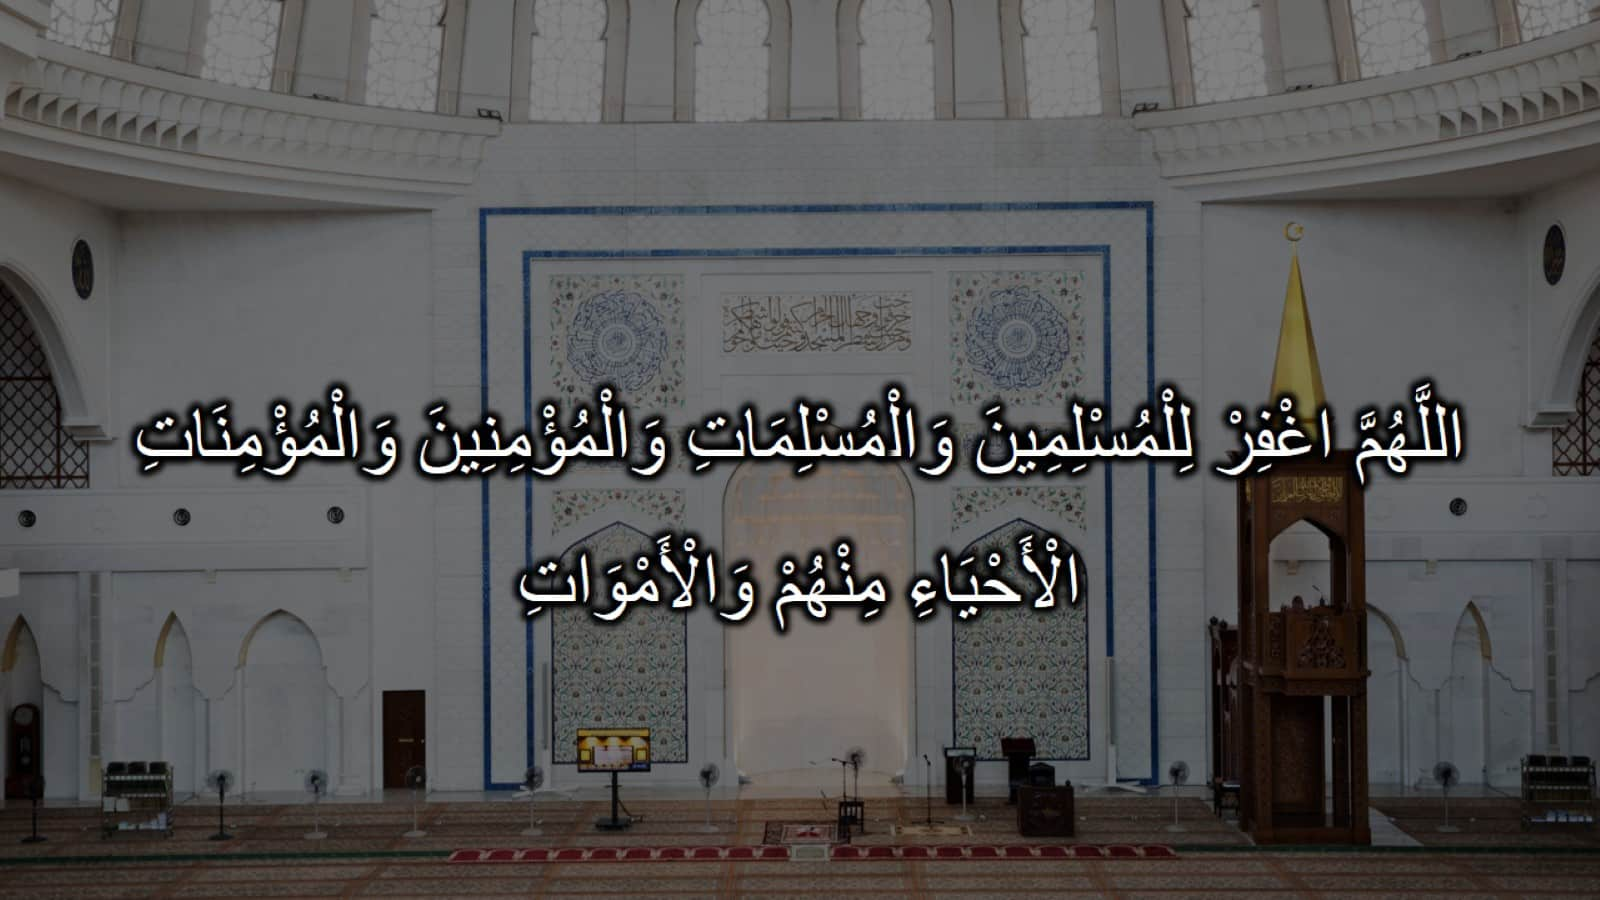 اللَّهُمَّ اغْفِرْ لِلْمُسْلِمِينَ وَالْمُسْلِمَاتِ وَالْمُؤْمِنِينَ وَالْمُؤْمِنَاتِ
الْأَحْيَاءِ مِنْهُمْ وَالْأَمْوَاتِ